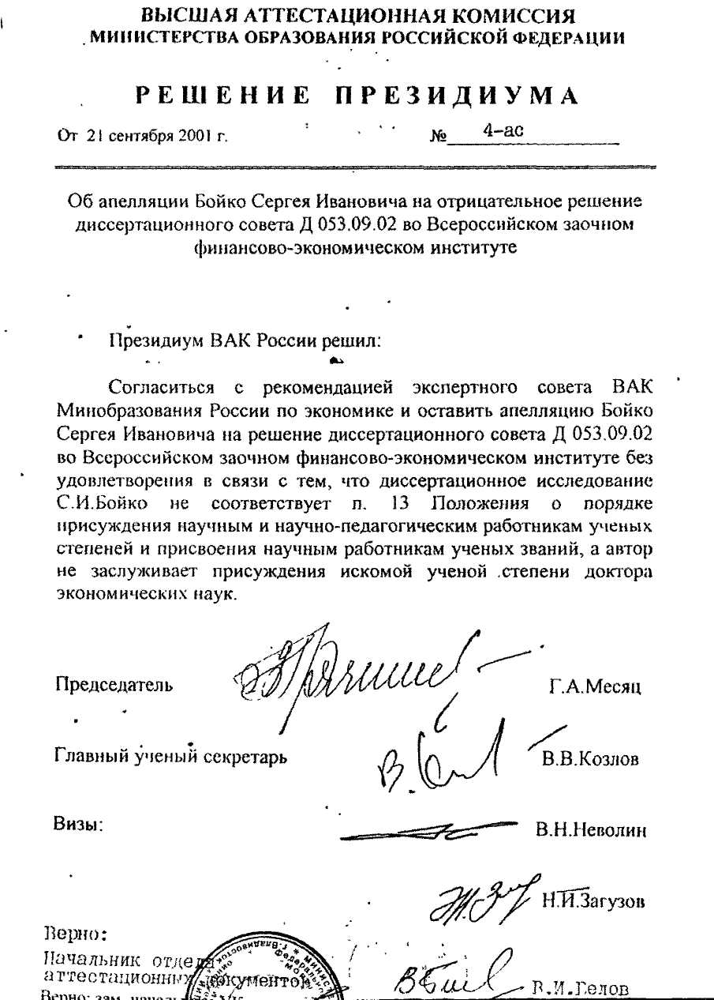 ВЫСШАЯ АТТЕСТАЦИОННАЯ КОМИССИЯ
МИНИСТЕРСТВА ОБРАЗОВАНИЯ РОССИЙСКОЙ ФЕДЕРАЦИИ
РЕШЕНИЕ ПРЕЗИДИУМА
От 21 сентября 2001 г. № 4-ас
Об апелляции Бойко Сергея Ивановича на отрицательное решение
диссертационного совета Д 053.09.02 во Всероссийском заочном
финансово-экономическом институте
Президиум ВАК России решил:
Согласиться с рекомендацией экспертного совета ВАК
Минобразования России по экономике и оставить апелляцию Бойко
Сергея Ивановича на решение диссертационного совета Д 053.09.02
во Всероссийском заочном финансово-экономическом институте без
удовлетворения в связи с тем, что диссертационное исследование
С.И.Бойко не соответствует п. 13 Положения о порядке
присуждения научным и научно-педагогическим работникам ученых
степеней и присвоения научным работникам ученых званий, а автор
не заслуживает присуждения искомой ученой степени доктора
экономических наук.
Председатель Г.А.Месяц
Главный ученый секретарь В.В.Козлов
Визы: В.Н.Неволин
Н.И.Загузов
Верно:
Начальник отдела
аттестационных документов В.И.Белов
Верно: зам.